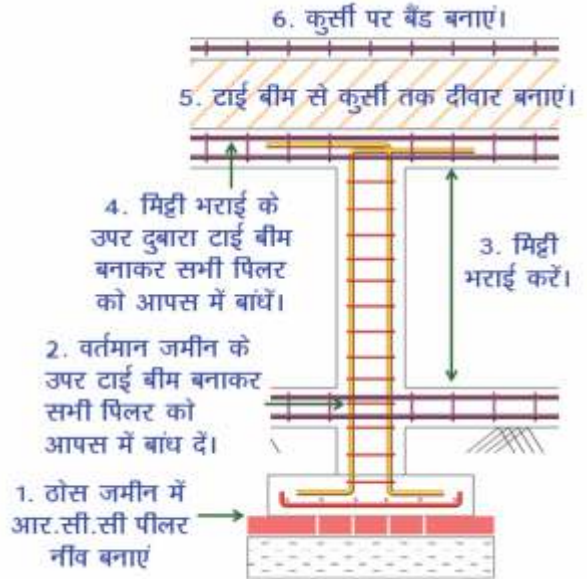 6. कुर्सी पर बैंड बनाएं।
5. टाई बीम से कुर्सी तक दीवार बनाएं।
4. मिट्टी भराई के
उपर दुबारा टाई बीम
बनाकर सभी पिलर
को आपस में बांधें।
3. मिट्टी
भराई करें।
2. वर्तमान जमीन के
उपर टाई बीम बनाकर
सभी पिलर को
आपस में बांध दें।
1. ठोस जमीन में
आर.सी.सी पीलर
नींव बनाएं